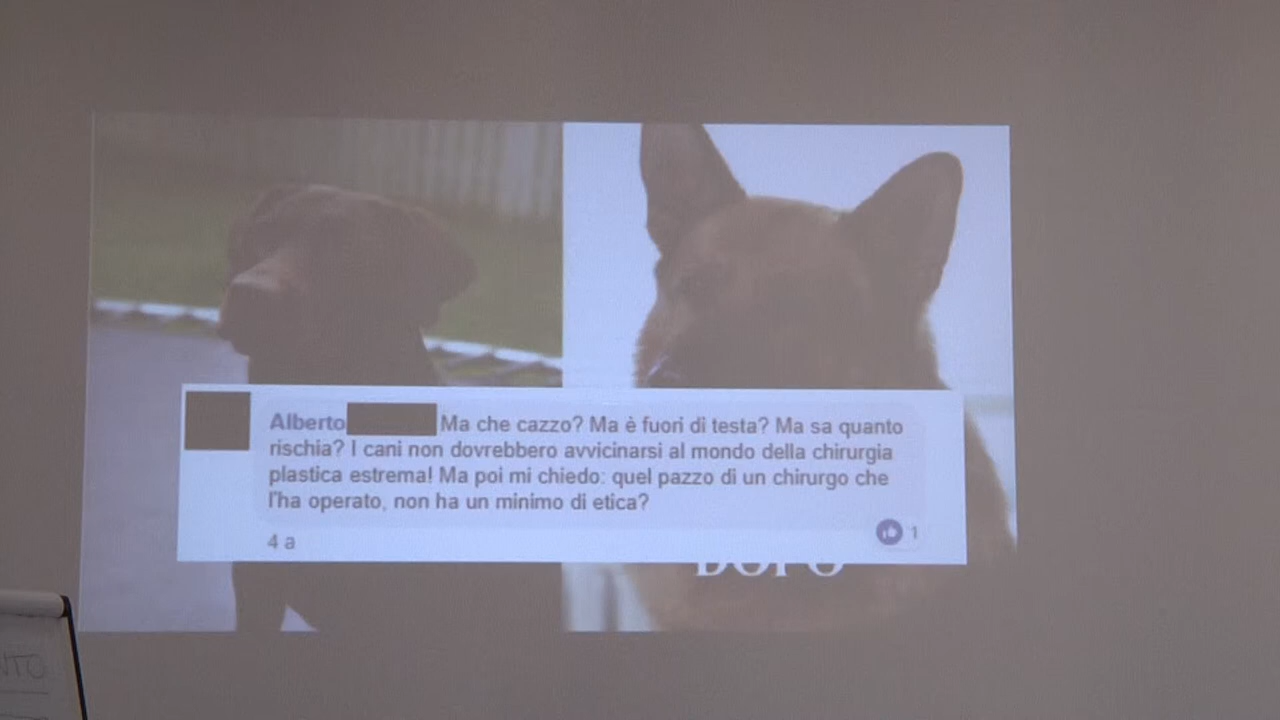 Alberto Ma che cazzo? Ma è fuori di testa? Ma sa quanto
rischia? I cani non dovrebbero avvicinarsi al mondo della chirurgia
plastica estrema! Ma poi mi chiedo: quel pazzo di un chirurgo che
l'ha operato, non ha un minimo di etica?
4 a
1
DOPO
NTO